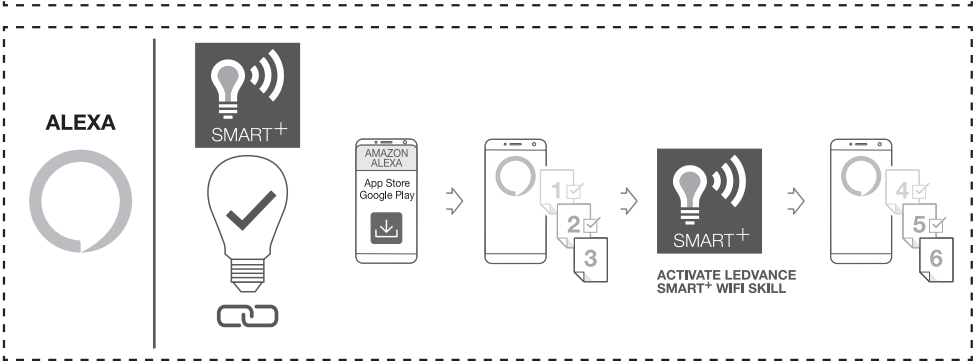 ALEXA
SMART+
AMAZON
ALEXA
App Store
Google Play
1
2
3
SMART+
ACTIVATE LEDVANCE
SMART+ WIFI SKILL
4
5
6